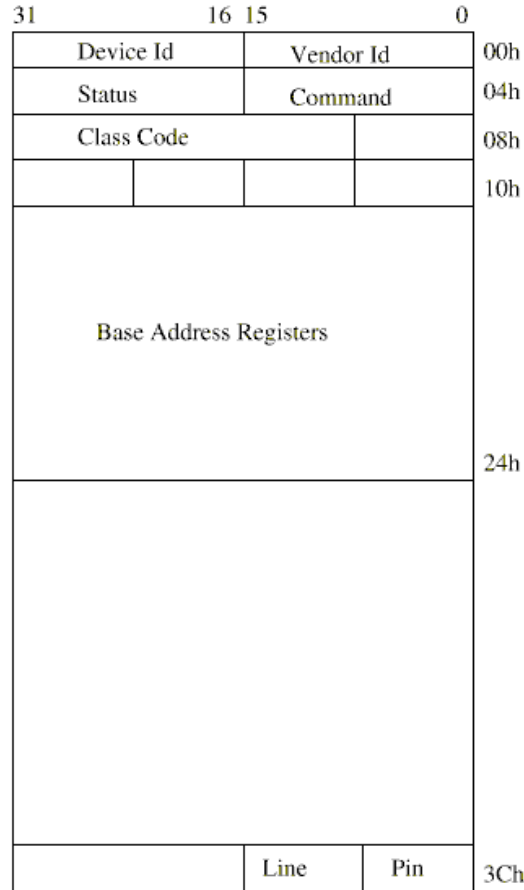 31 16 15 0
Device Id Vendor Id 00h
Status Command 04h
Class Code 08h
10h
Base Address Registers
24h
Line Pin 3Ch